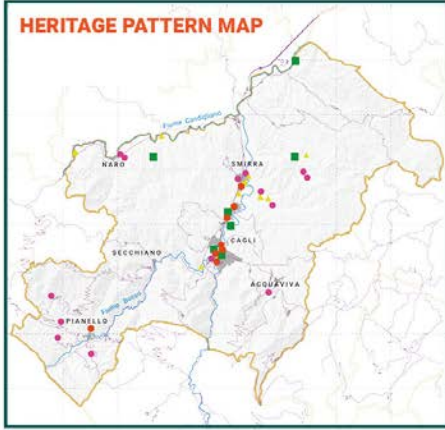 HERITAGE PATTERN MAP
Fiume Candigliano
NARO
SMIRRA
CAGLI
SECCHIANO
ACQUAVIVA
Fiume Bosso
PIANELLO